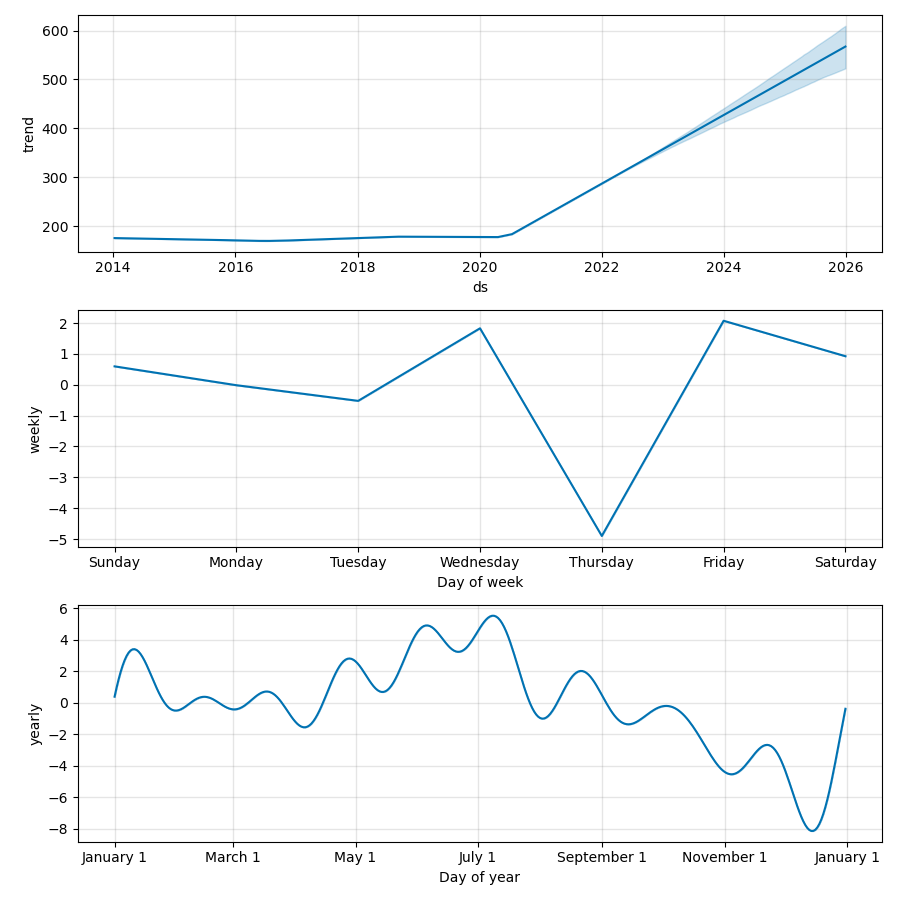 600
500
400
300
200
trend
2014 2016 2018 2020 2022 2024 2026
ds
2
1
0
−1
−2
−3
−4
−5
weekly
Sunday Monday Tuesday Wednesday Thursday Friday Saturday
Day of week
6
4
2
0
−2
−4
−6
−8
yearly
January 1 March 1 May 1 July 1 September 1 November 1 January 1
Day of year